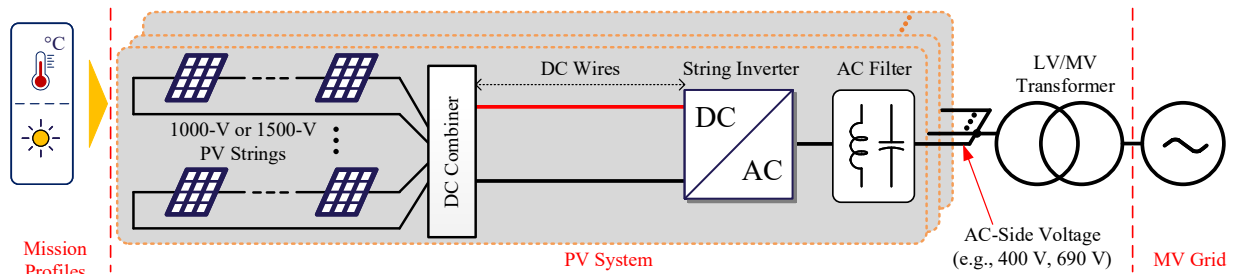 °C
Mission
Profiles
1000-V or 1500-V
PV Strings
DC Combiner
DC Wires
String Inverter
DC
AC
AC Filter
PV System
LV/MV
Transformer
AC-Side Voltage
(e.g., 400 V, 690 V)
MV Grid